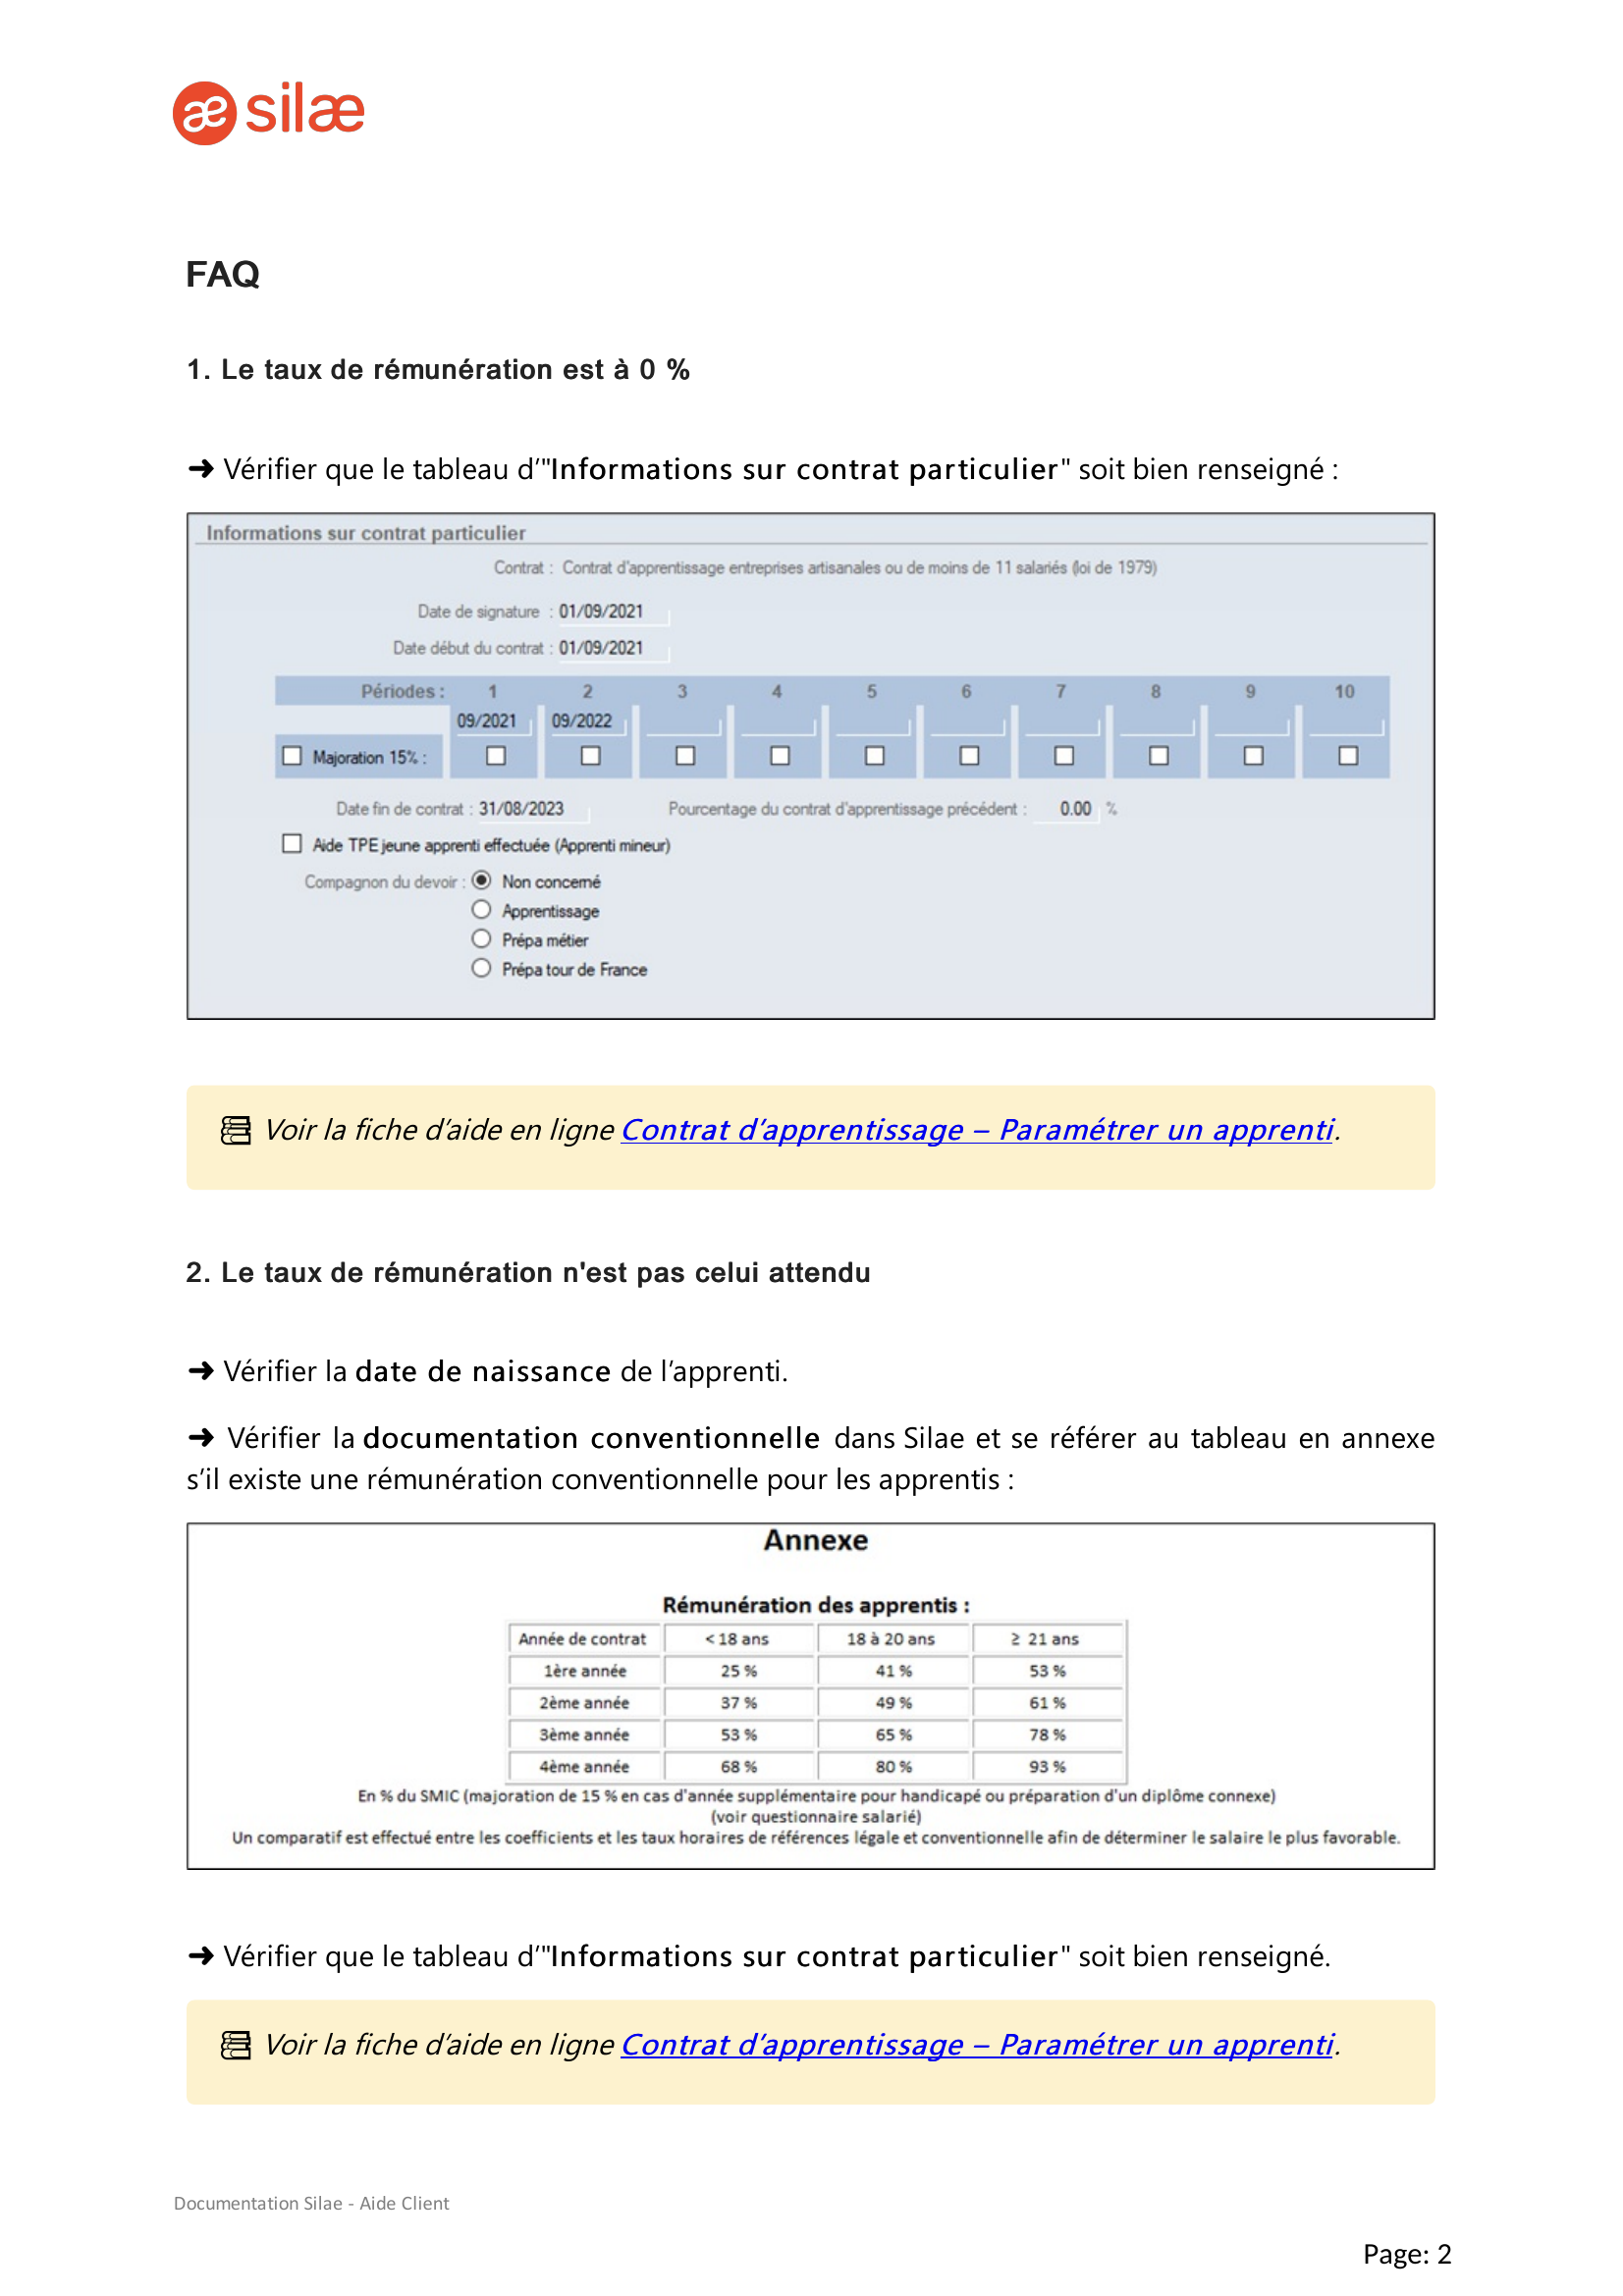 æ silæ
FAQ
1. Le taux de rémunération est à 0 %
➜ Vérifier que le tableau d’"Informations sur contrat particulier" soit bien renseigné :
Informations sur contrat particulier
Contrat : Contrat d'apprentissage entreprises artisanales ou de moins de 11 salariés (loi de 1979)
Date de signature : 01/09/2021
Date début du contrat : 01/09/2021
Périodes : 1 2 3 4 5 6 7 8 9 10
09/2021 09/2022
Majoration 15% :
Date fin de contrat : 31/08/2023 Pourcentage du contrat d'apprentissage précédent : 0.00 %
Aide TPE jeune apprenti effectuée (Apprenti mineur)
Compagnon du devoir : Non concerné
Apprentissage
Prépa métier
Prépa tour de France
Voir la fiche d’aide en ligne Contrat d’apprentissage – Paramétrer un apprenti.
2. Le taux de rémunération n'est pas celui attendu
➜ Vérifier la date de naissance de l’apprenti.
➜ Vérifier la documentation conventionnelle dans Silae et se référer au tableau en annexe
s’il existe une rémunération conventionnelle pour les apprentis :
Annexe
Rémunération des apprentis :
Année de contrat < 18 ans 18 à 20 ans ≥ 21 ans
1ère année 25 % 41 % 53 %
2ème année 37 % 49 % 61 %
3ème année 53 % 65 % 78 %
4ème année 68 % 80 % 93 %
En % du SMIC (majoration de 15 % en cas d'année supplémentaire pour handicapé ou préparation d'un diplôme connexe)
(voir questionnaire salarié)
Un comparatif est effectué entre les coefficients et les taux horaires de références légale et conventionnelle afin de déterminer le salaire le plus favorable.
➜ Vérifier que le tableau d’"Informations sur contrat particulier" soit bien renseigné.
Voir la fiche d’aide en ligne Contrat d’apprentissage – Paramétrer un apprenti.
Documentation Silae - Aide Client
Page: 2